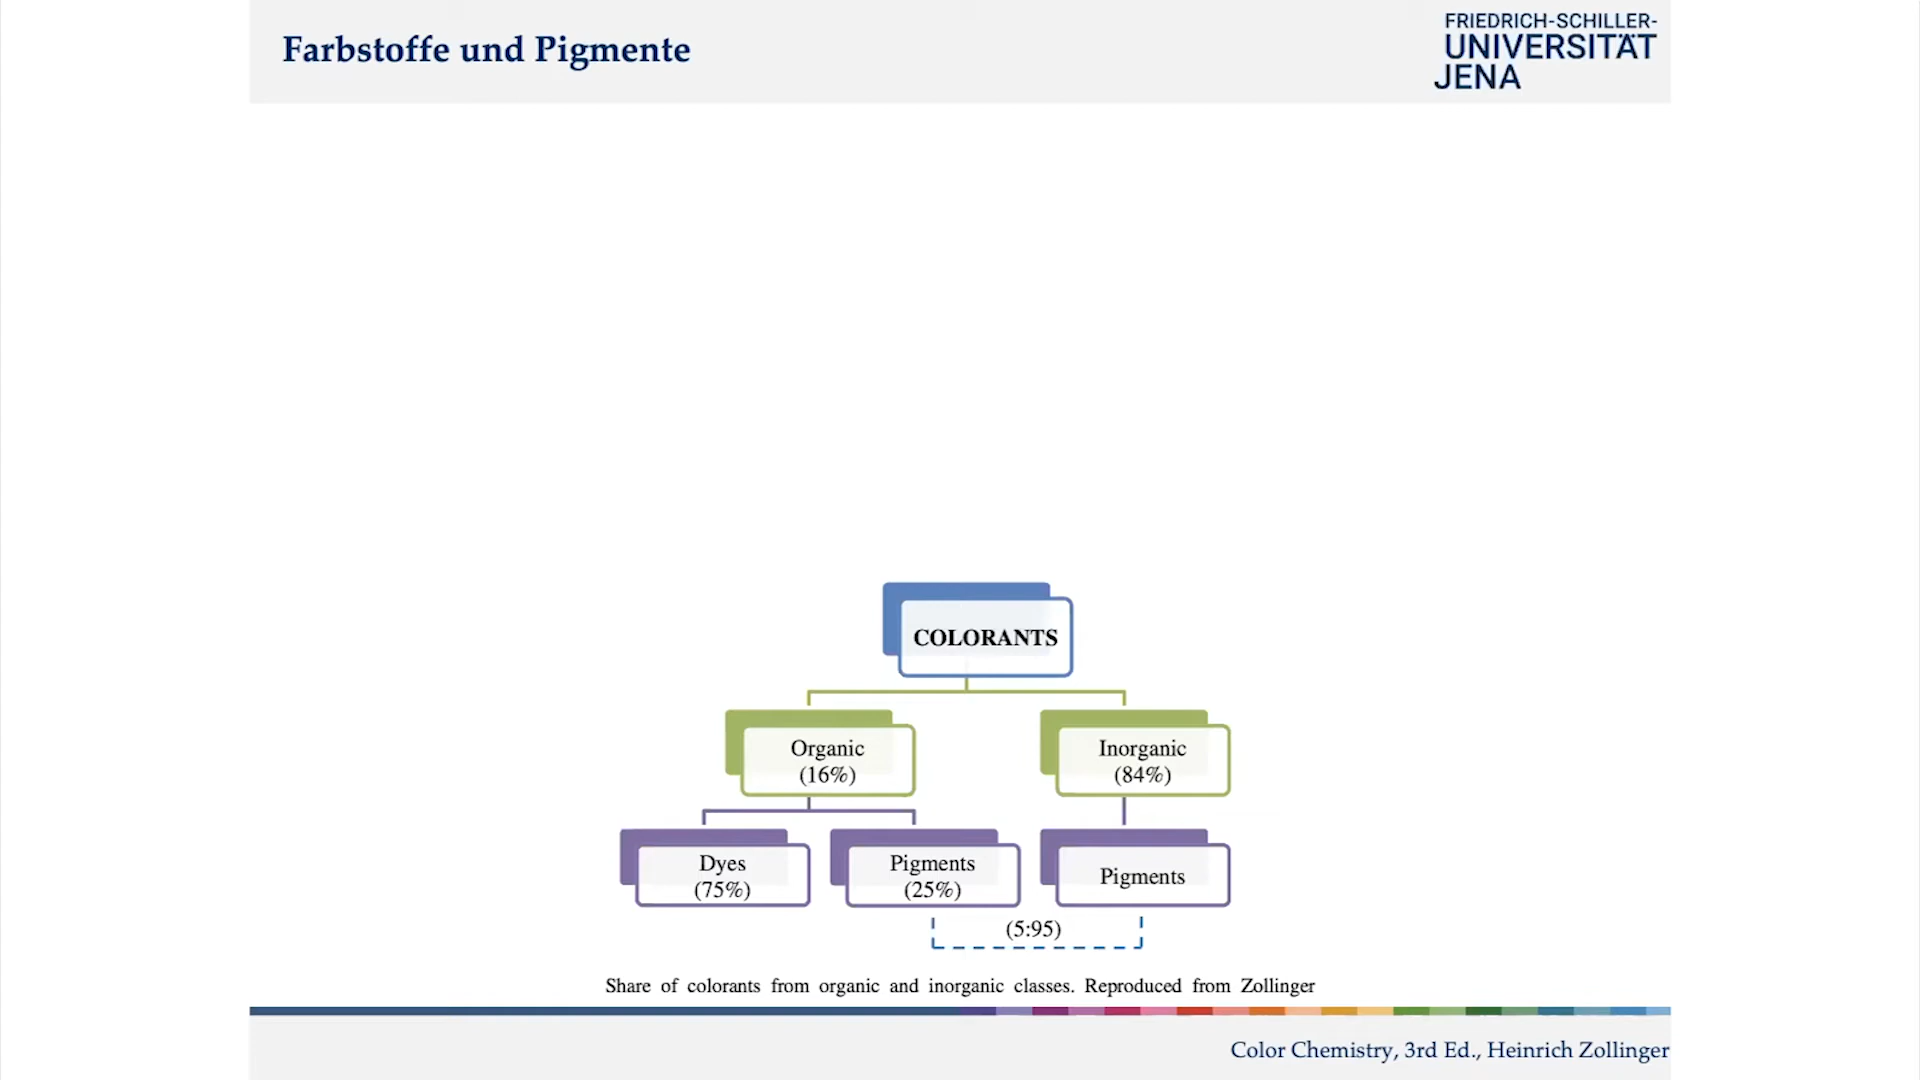 Farbstoffe und Pigmente
FRIEDRICH-SCHILLER-
UNIVERSITÄT
JENA
COLORANTS
Organic
(16%)
Inorganic
(84%)
Dyes
(75%)
Pigments
(25%)
Pigments
(5:95)
Share of colorants from organic and inorganic classes. Reproduced from Zollinger
Color Chemistry, 3rd Ed., Heinrich Zollinger